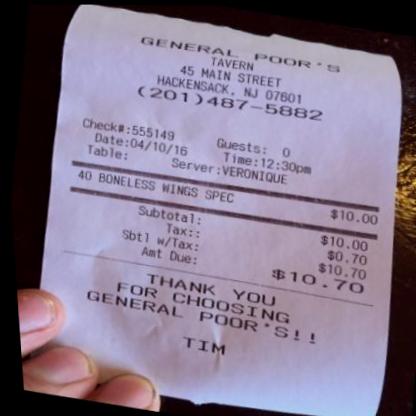 GENERAL POOR'S
TAVERN
45 MAIN STREET
HACKENSACK, NJ 07601
(201)487-5882
Check#:555149 Guests: 0
Date:04/10/16 Time:12:30pm
Table: Server:VERONIQUE
40 BONELESS WINGS SPEC $10.00
Subtotal: $10.00
Tax:: $0.70
Sbtl w/Tax: $10.70
Amt Due: $10.70
THANK YOU
FOR CHOOSING
GENERAL POOR'S!!
TIM